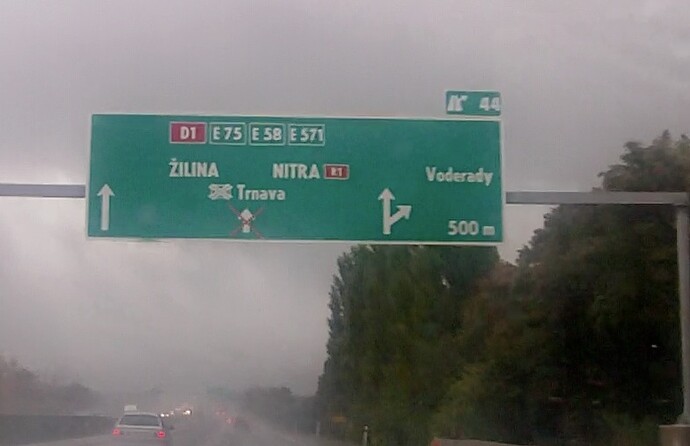 44
D1 E 75 E 58 E 571
ŽILINA NITRA R1 Voderady
Trnava
500 m